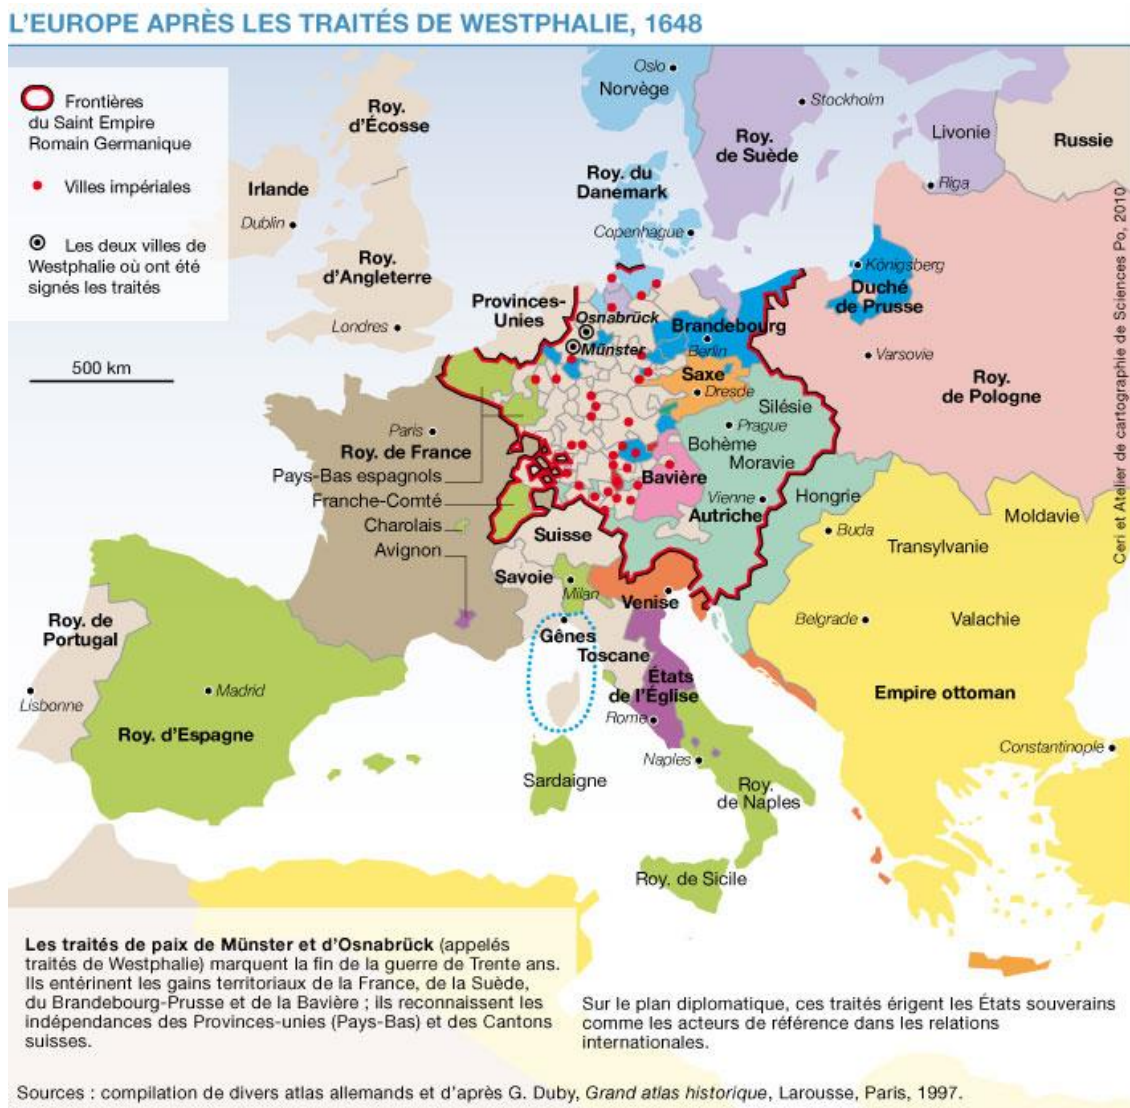 L'EUROPE APRÈS LES TRAITÉS DE WESTPHALIE, 1648
Frontières
du Saint Empire
Romain Germanique
Villes impériales
Les deux villes de
Westphalie où ont été
signés les traités
500 km
Oslo
Norvège
Stockholm
Roy.
d'Écosse
Roy.
de Suède
Livonie
Russie
Riga
Irlande
Dublin
Roy. du
Danemark
Copenhague
Roy.
d'Angleterre
Londres
Königsberg
Duché
de Prusse
Provinces-
Unies
Osnabrück
Münster
Brandebourg
Berlin
Varsovie
Saxe
Dresde
Roy.
de Pologne
Silésie
Prague
Bohème
Moravie
Paris
Roy. de France
Pays-Bas espagnols
Franche-Comté
Charolais
Avignon
Bavière
Vienne
Autriche
Hongrie
Buda
Moldavie
Transylvanie
Suisse
Savoie
Milan
Venise
Belgrade
Valachie
Gênes
Toscane
Roy. de
Portugal
Lisbonne
Madrid
Roy. d'Espagne
États
de l'Église
Rome
Empire ottoman
Constantinople
Naples
Sardaigne
Roy.
de Naples
Roy. de Sicile
Ceri et Atelier de cartographie de Sciences Po, 2010
Les traités de paix de Münster et d'Osnabrück (appelés
traités de Westphalie) marquent la fin de la guerre de Trente ans.
Ils entérinent les gains territoriaux de la France, de la Suède,
du Brandebourg-Prusse et de la Bavière ; ils reconnaissent les
indépendances des Provinces-unies (Pays-Bas) et des Cantons
suisses.
Sur le plan diplomatique, ces traités érigent les États souverains
comme les acteurs de référence dans les relations
internationales.
Sources : compilation de divers atlas allemands et d'après G. Duby, Grand atlas historique, Larousse, Paris, 1997.